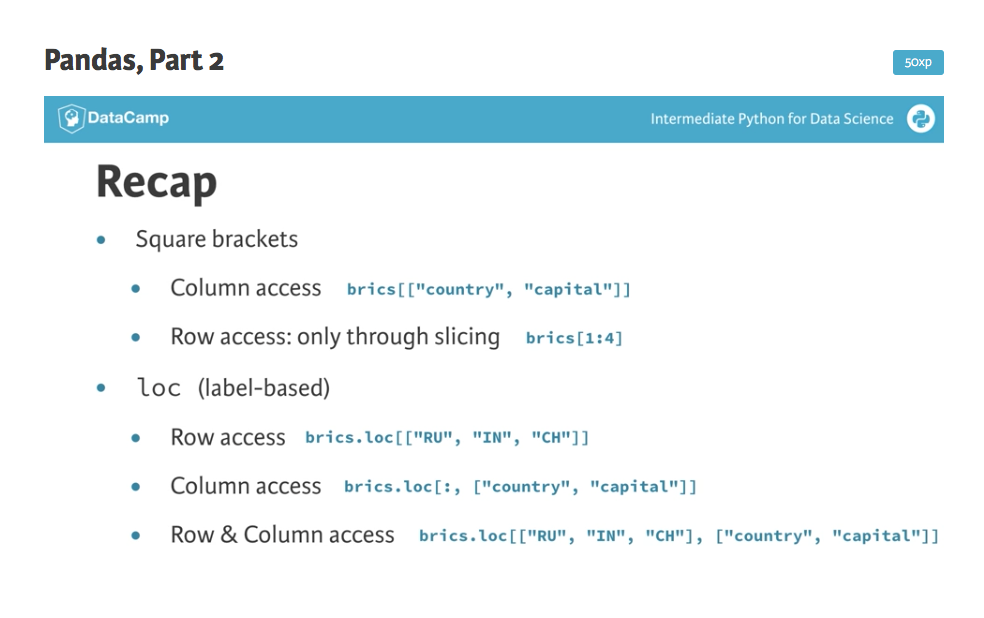 Pandas, Part 2
50xp
DataCamp
Intermediate Python for Data Science
Recap
Square brackets
Column access brics[["country", "capital"]]
Row access: only through slicing brics[1:4]
loc (label-based)
Row access brics.loc[["RU", "IN", "CH"]]
Column access brics.loc[:, ["country", "capital"]]
Row & Column access brics.loc[["RU", "IN", "CH"], ["country", "capital"]]